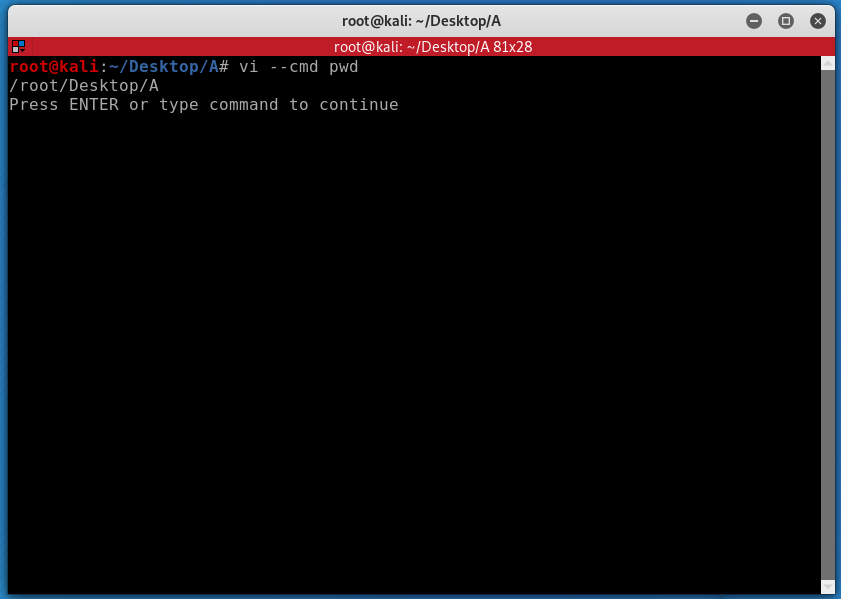 root@kali: ~/Desktop/A
root@kali: ~/Desktop/A 81x28
root@kali:~/Desktop/A# vi --cmd pwd
/root/Desktop/A
Press ENTER or type command to continue